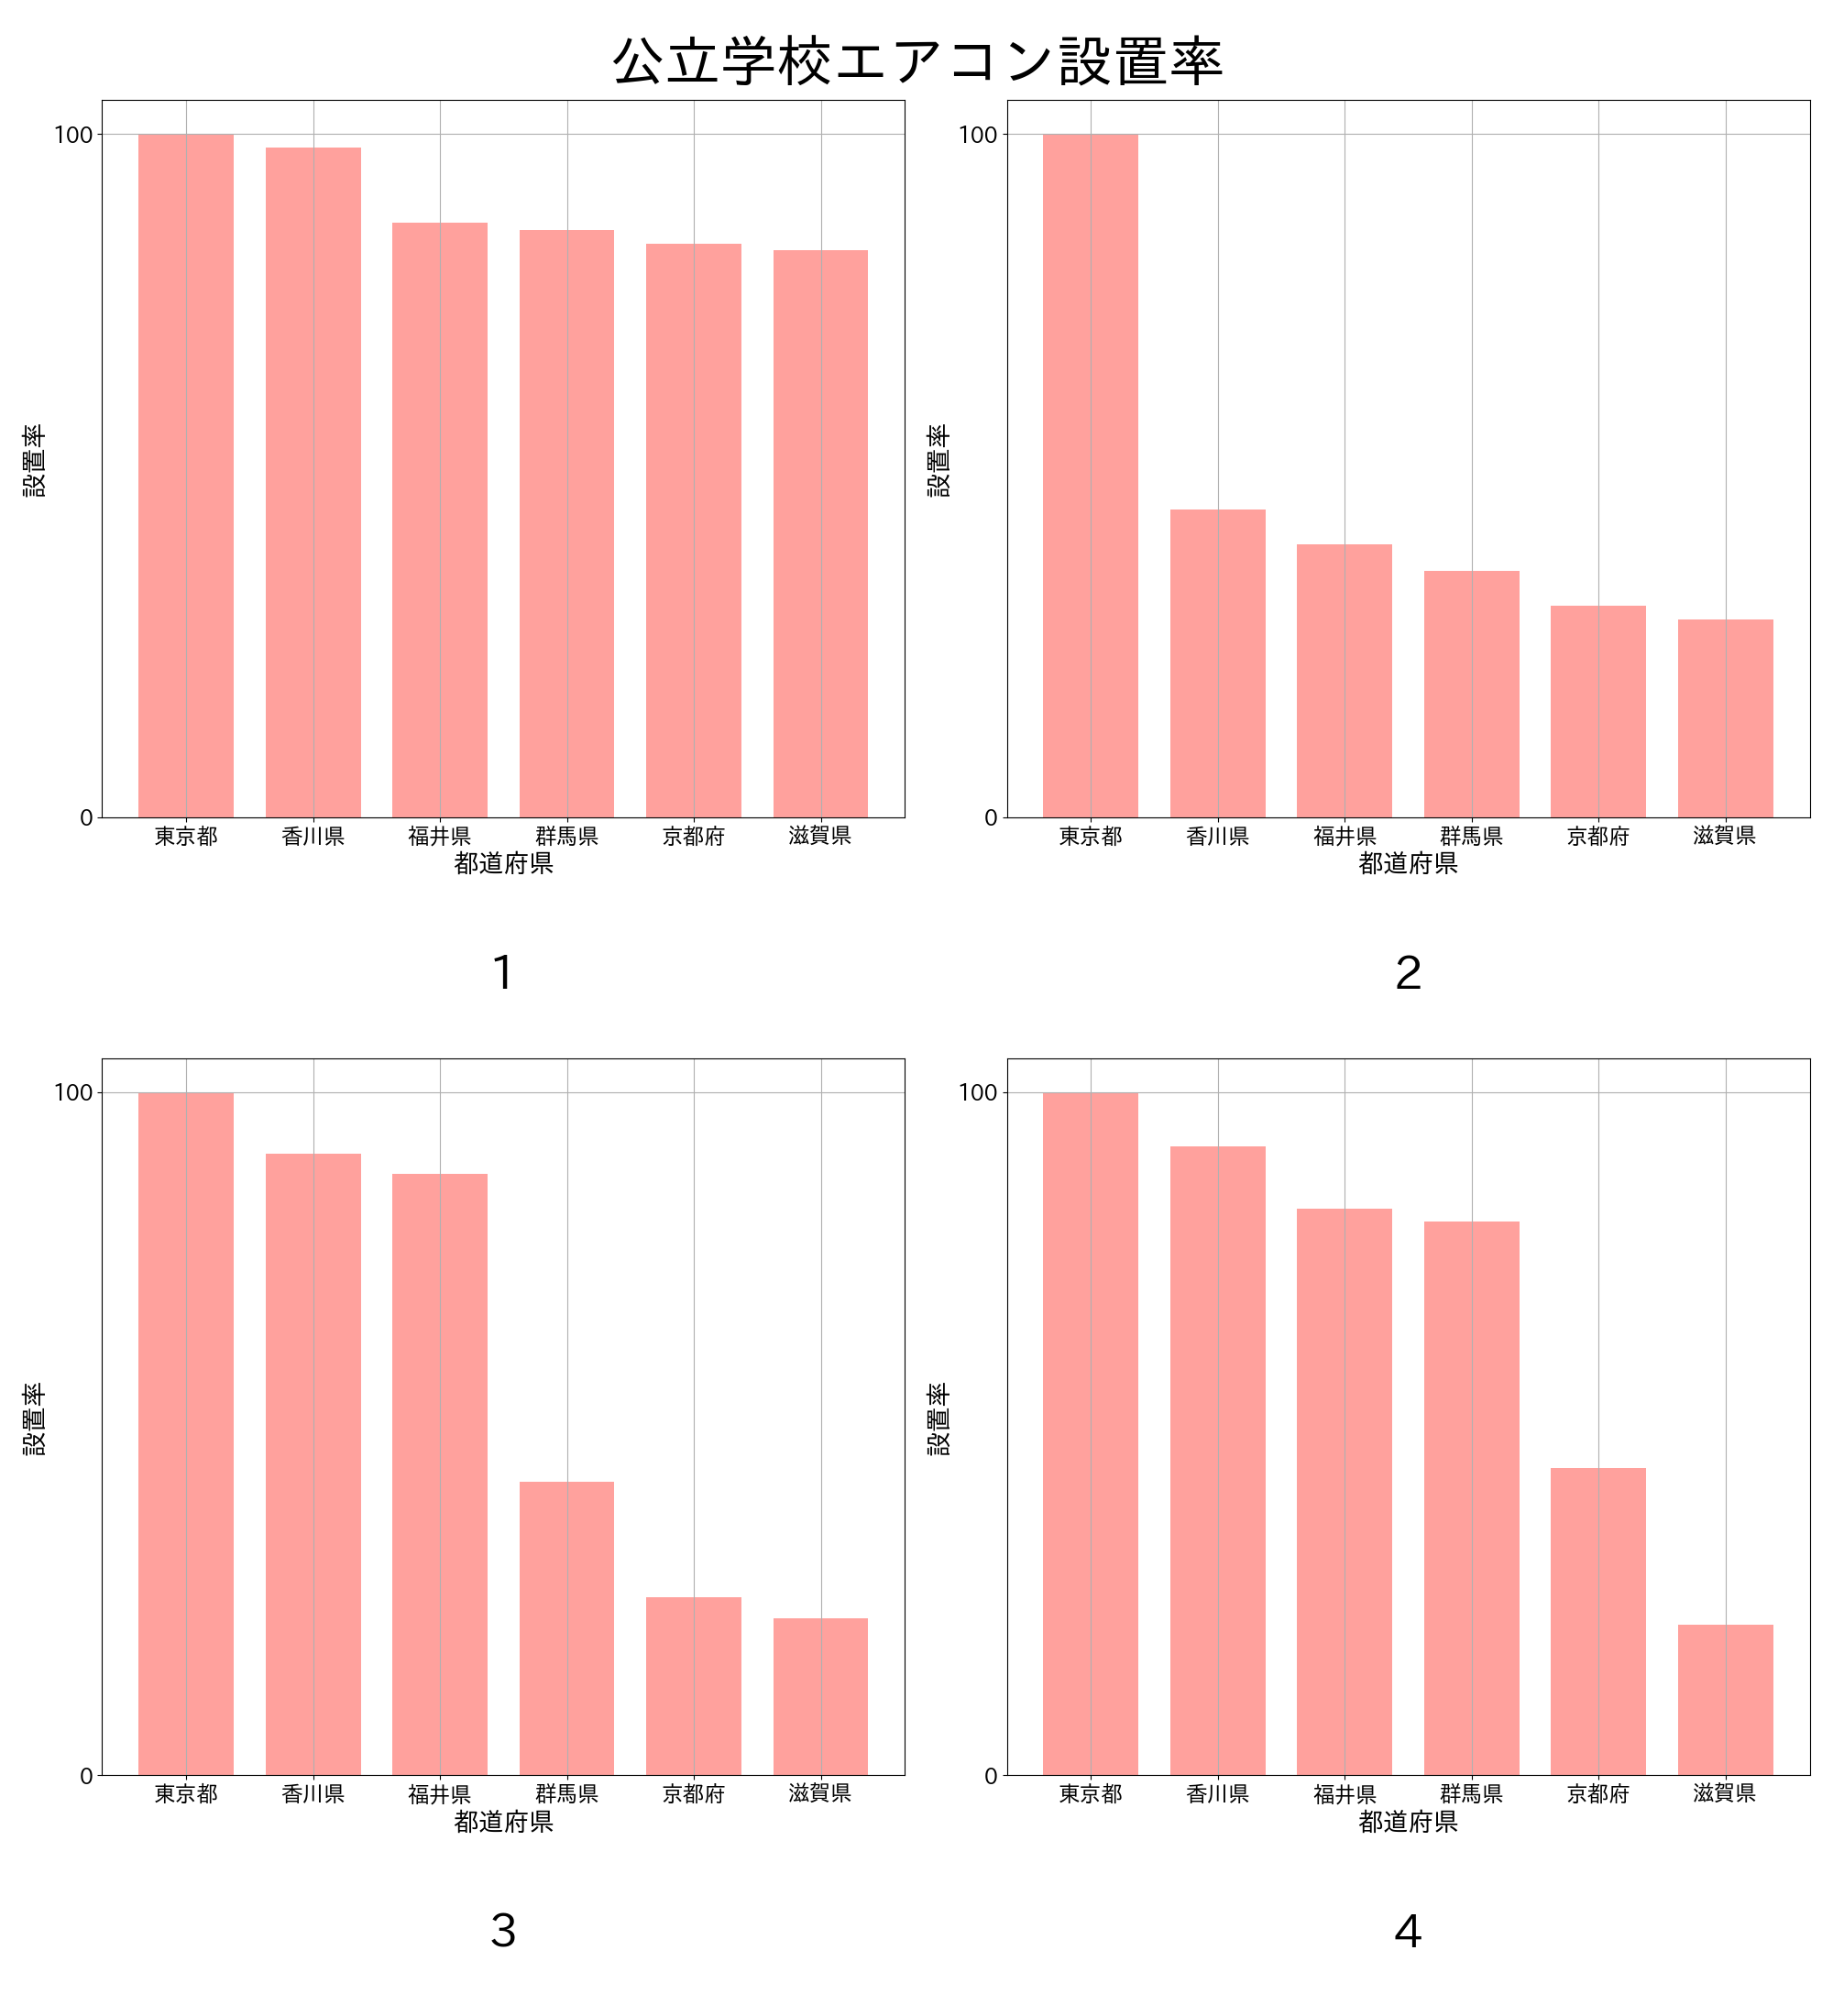 公立学校エアコン設置率
100
0
設置率
東京都 香川県 福井県 群馬県 京都府 滋賀県
都道府県
1
100
0
設置率
東京都 香川県 福井県 群馬県 京都府 滋賀県
都道府県
2
100
0
設置率
東京都 香川県 福井県 群馬県 京都府 滋賀県
都道府県
3
100
0
設置率
東京都 香川県 福井県 群馬県 京都府 滋賀県
都道府県
4